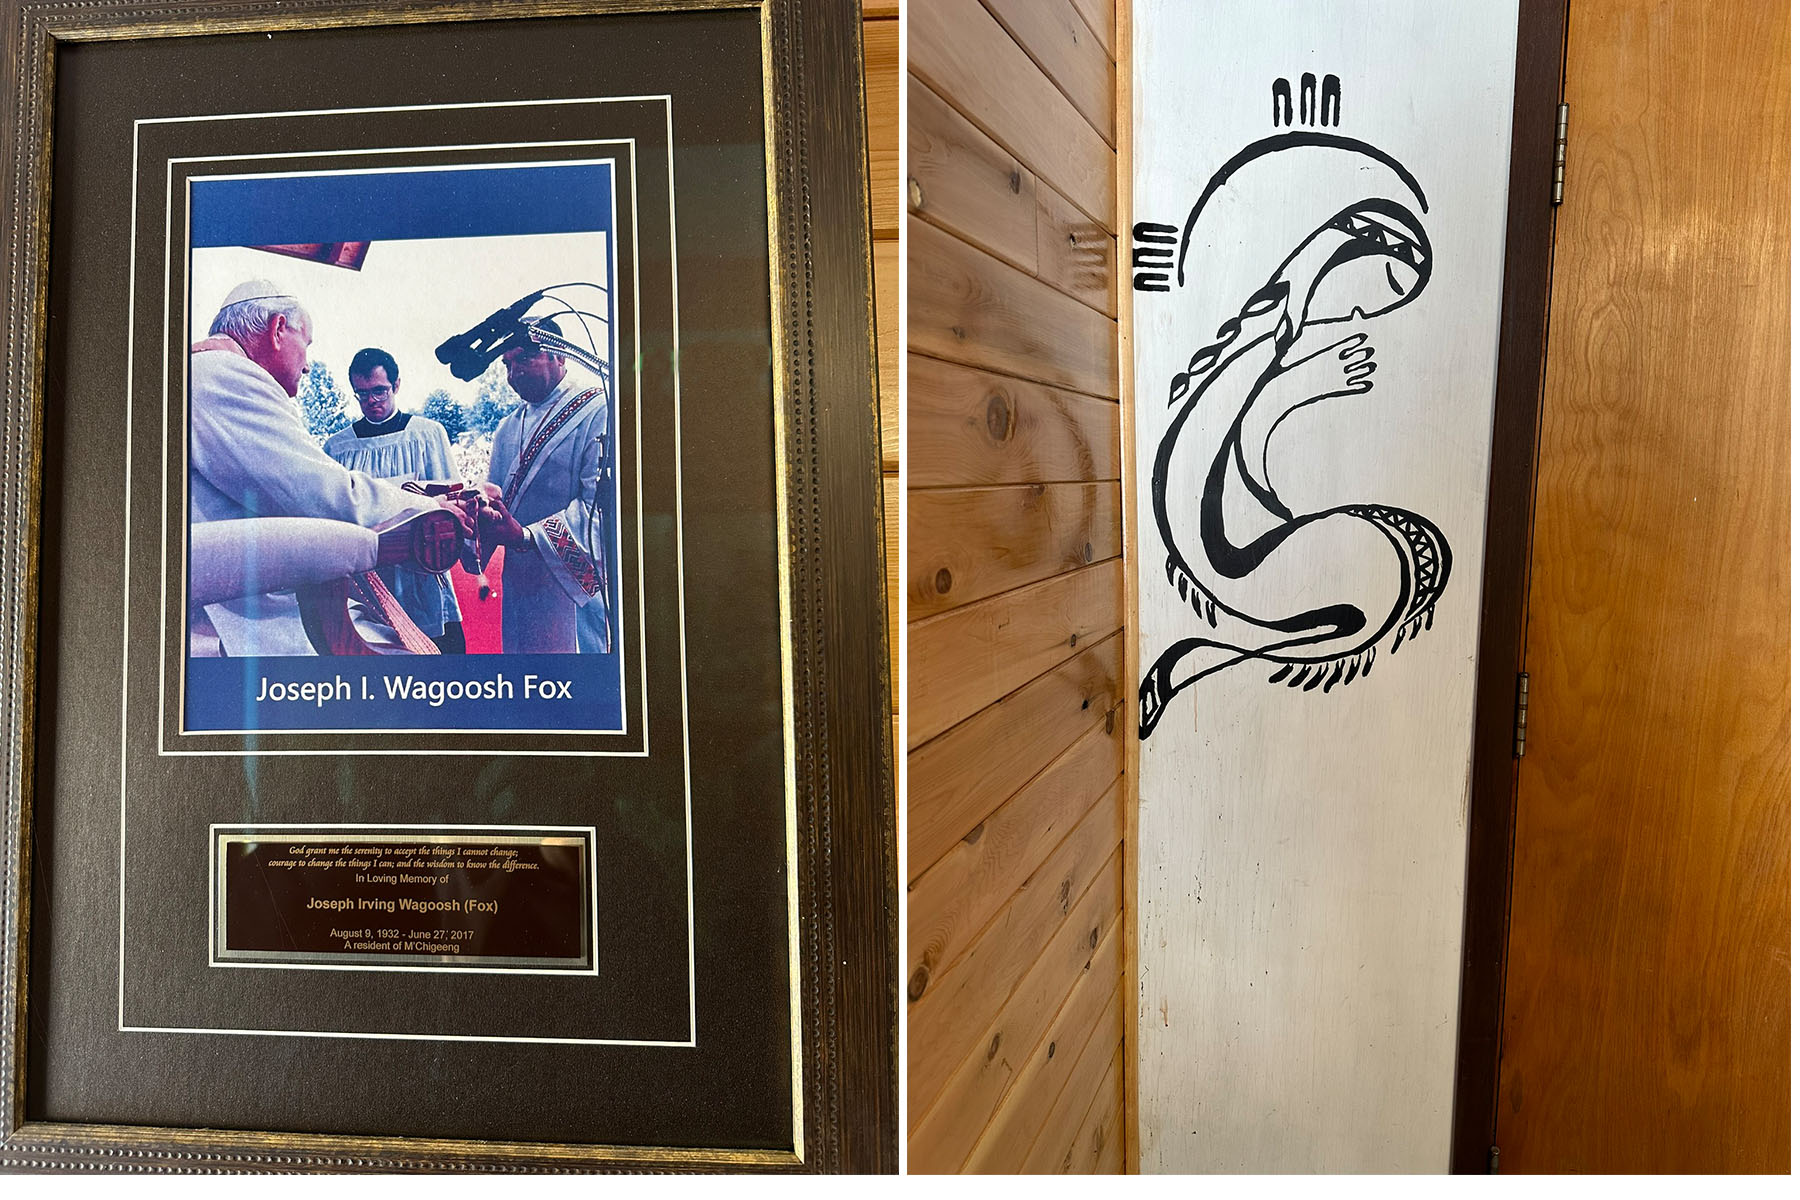 Joseph I. Wagoosh Fox
God grant me the serenity to accept the things I cannot change;
courage to change the things I can; and the wisdom to know the difference.
In Loving Memory of
Joseph Irving Wagoosh (Fox)
August 9, 1932 - June 27, 2017
A resident of M'Chigeeng